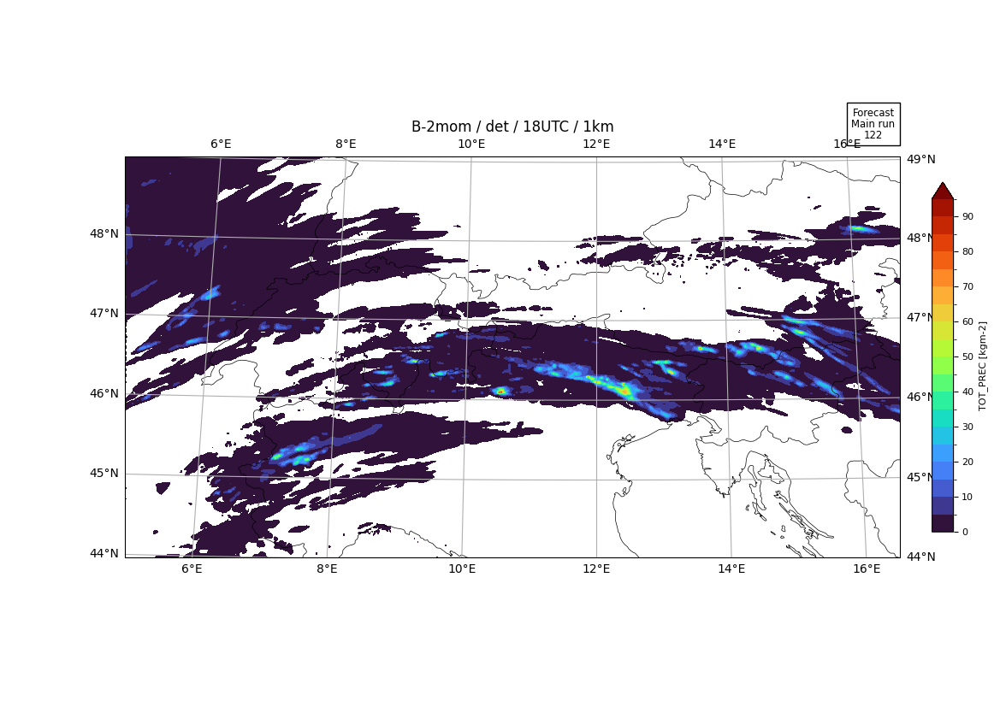 Forecast
Main run
122
B-2mom / det / 18UTC / 1km
6°E 8°E 10°E 12°E 14°E 16°E
49°N
48°N 48°N
90
80
70
47°N 47°N
60
50
46°N 46°N
40
30
20
45°N 45°N
10
0
44°N 44°N
6°E 8°E 10°E 12°E 14°E 16°E
TOT_PREC [kgm-2]